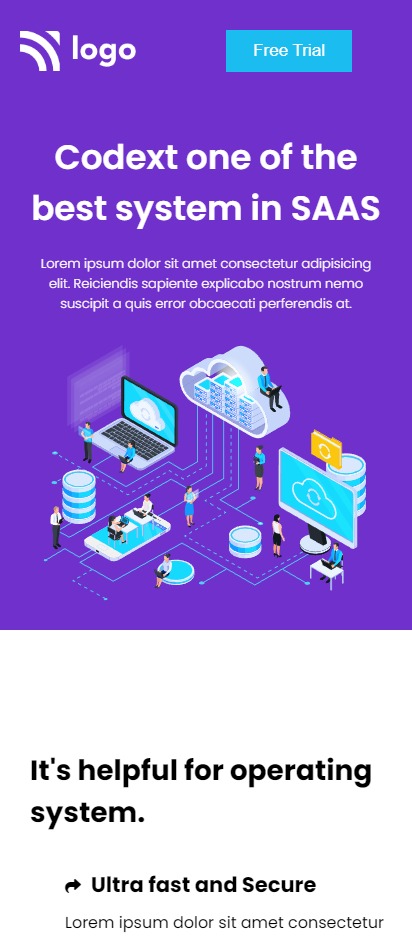 logo
Free Trial
Codext one of the
best system in SAAS
Lorem ipsum dolor sit amet consectetur adipisicing
elit. Reiciendis sapiente explicabo nostrum nemo
suscipit a quis error obcaecati perferendis at.
It's helpful for operating
system.
Ultra fast and Secure
Lorem ipsum dolor sit amet consectetur